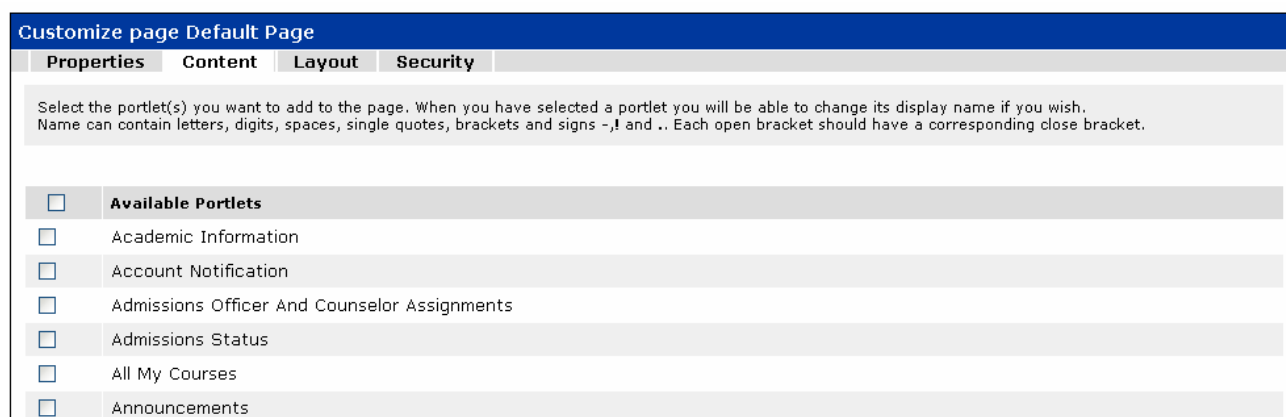 Customize page Default Page
Properties Content Layout Security
Select the portlet(s) you want to add to the page. When you have selected a portlet you will be able to change its display name if you wish.
Name can contain letters, digits, spaces, single quotes, brackets and signs -,! and .. Each open bracket should have a corresponding close bracket.
Available Portlets
Academic Information
Account Notification
Admissions Officer And Counselor Assignments
Admissions Status
All My Courses
Announcements